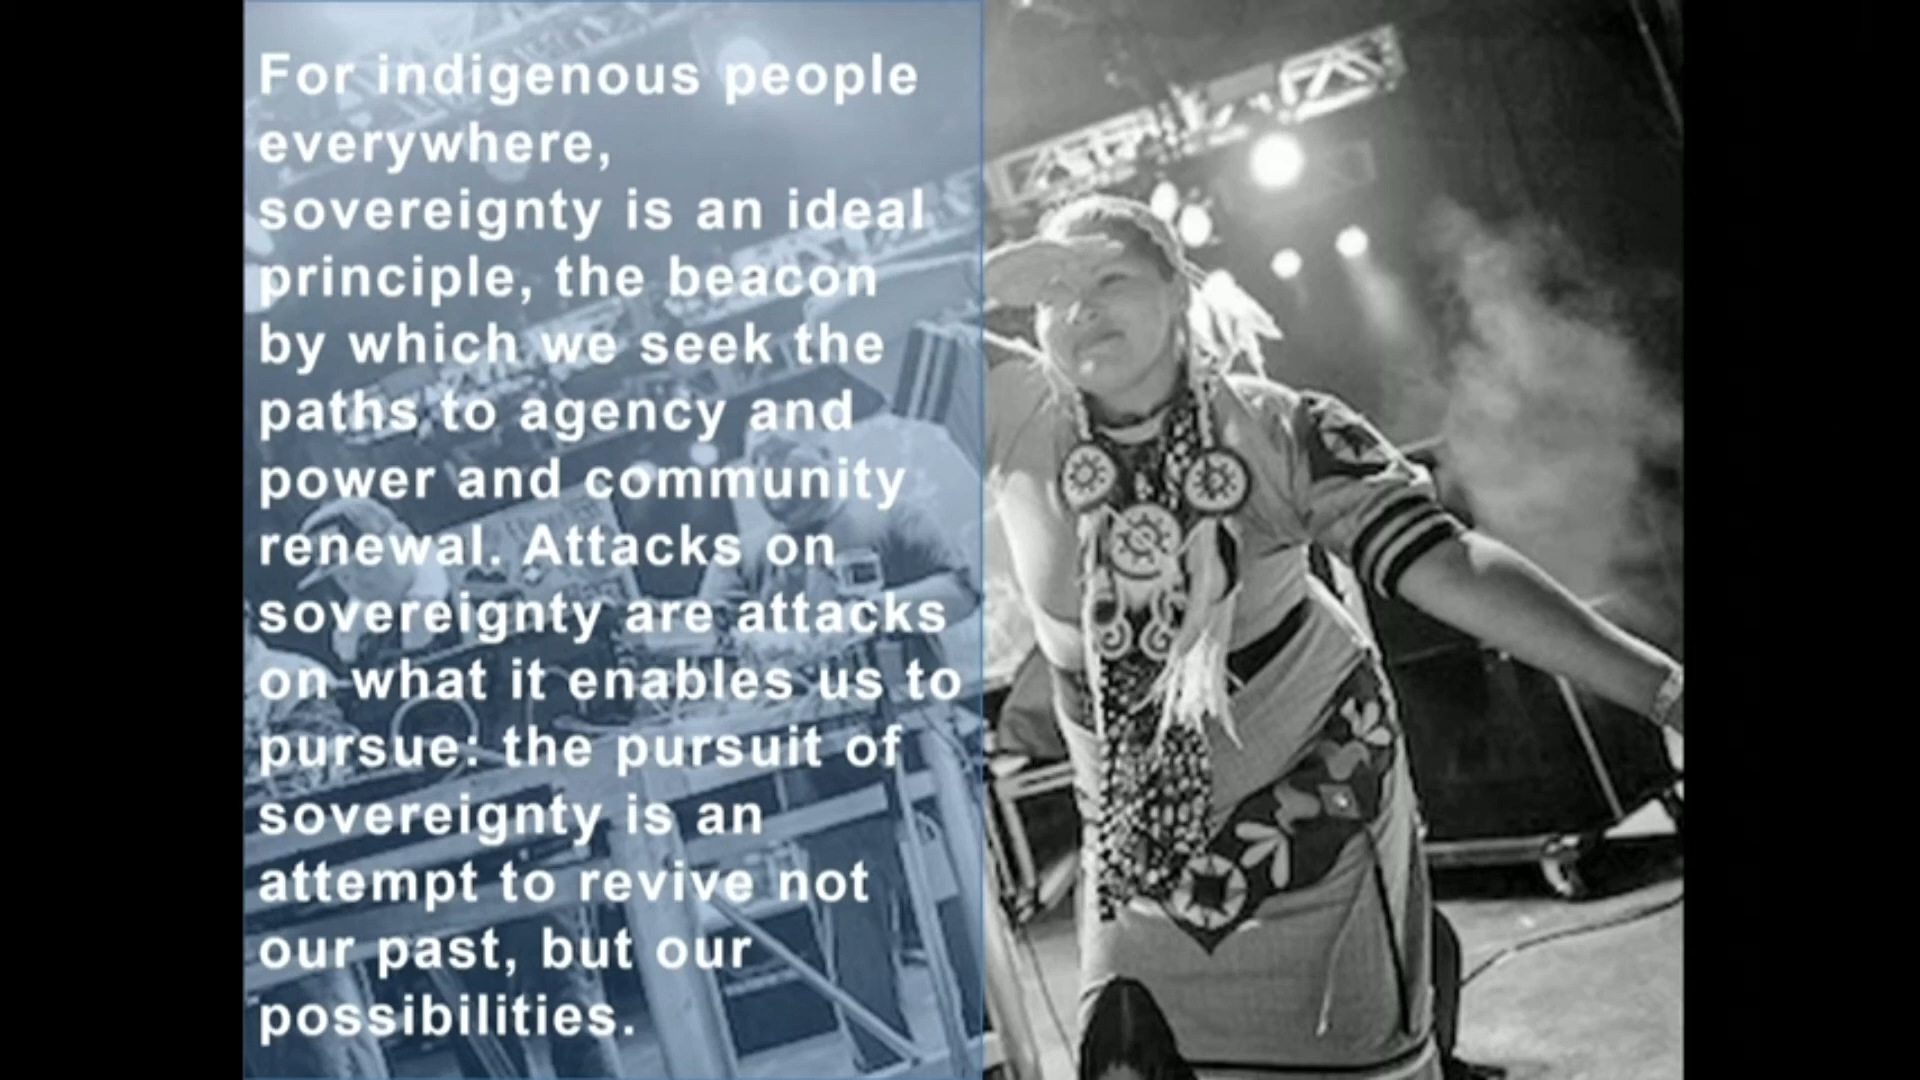 For indigenous people
everywhere,
sovereignty is an ideal
principle, the beacon
by which we seek the
paths to agency and
power and community
renewal. Attacks on
sovereignty are attacks
on what it enables us to
pursue: the pursuit of
sovereignty is an
attempt to revive not
our past, but our
possibilities.